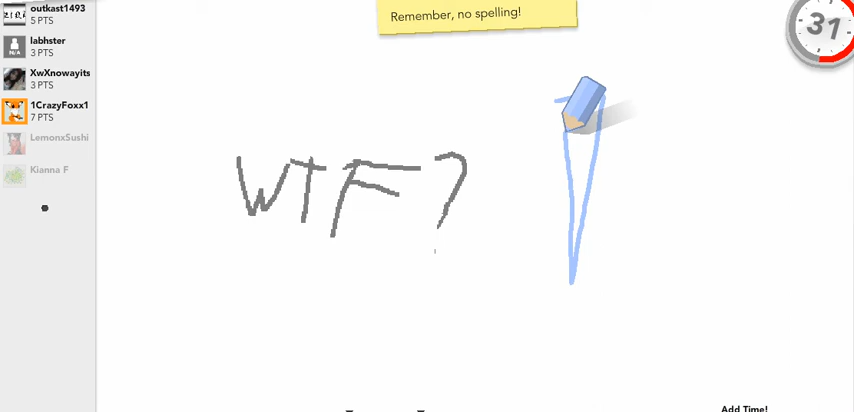 outkast1493
5 PTS
labhster
3 PTS
XwXnowayits
3 PTS
1CrazyFoxx1
7 PTS
LemonxSushi
Kianna F
N/A
Remember, no spelling!
31
WTF?
Add Time!